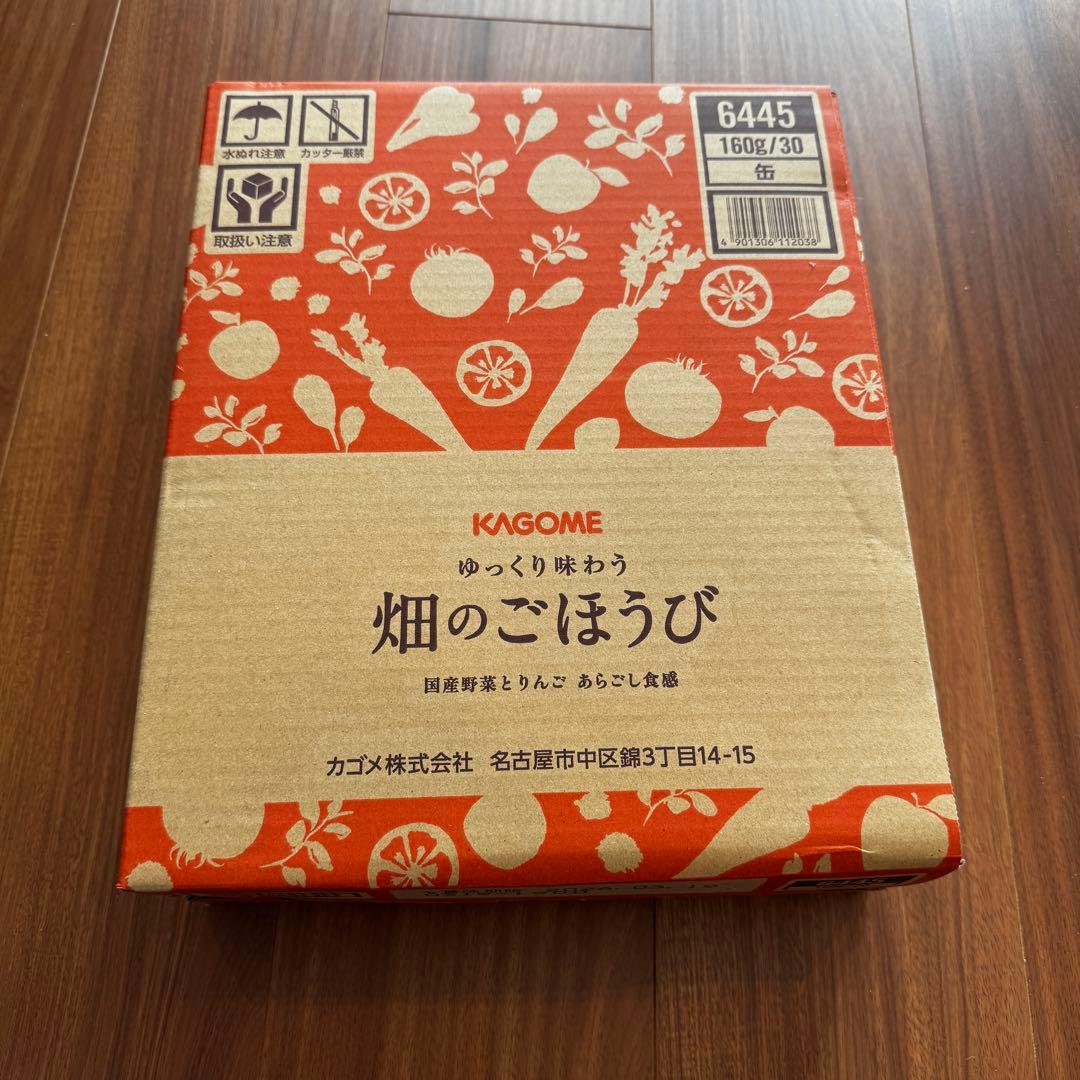 水ぬれ注意
カッター厳禁
取扱い注意
6445
160g/30
缶
4 901306 112038
KAGOME
ゆっくり味わう
畑のごほうび
国産野菜とりんご あらごし食感
カゴメ株式会社 名古屋市中区錦3丁目14-15